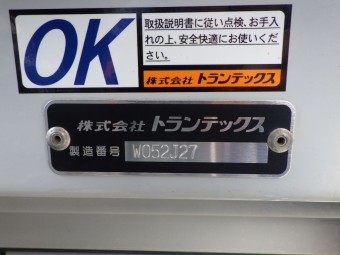 OK
取扱説明書に従い点検、お手入
れの上、安全快適にお使いくだ
さい。
株式会社トランテックス
株式会社 トランテックス
製造番号 W052J27